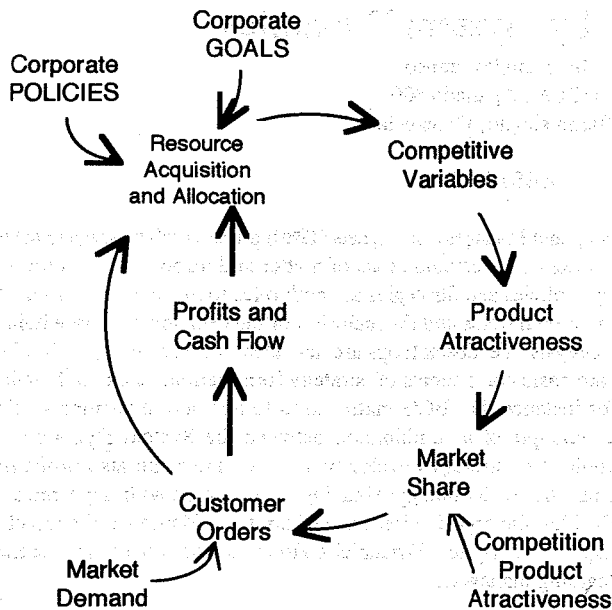 Corporate
GOALS
Corporate
POLICIES
Resource
Acquisition
and Allocation
Competitive
Variables
Profits and
Cash Flow
Product
Atractiveness
Market
Share
Customer
Orders
Market
Demand
Competition
Product
Atractiveness